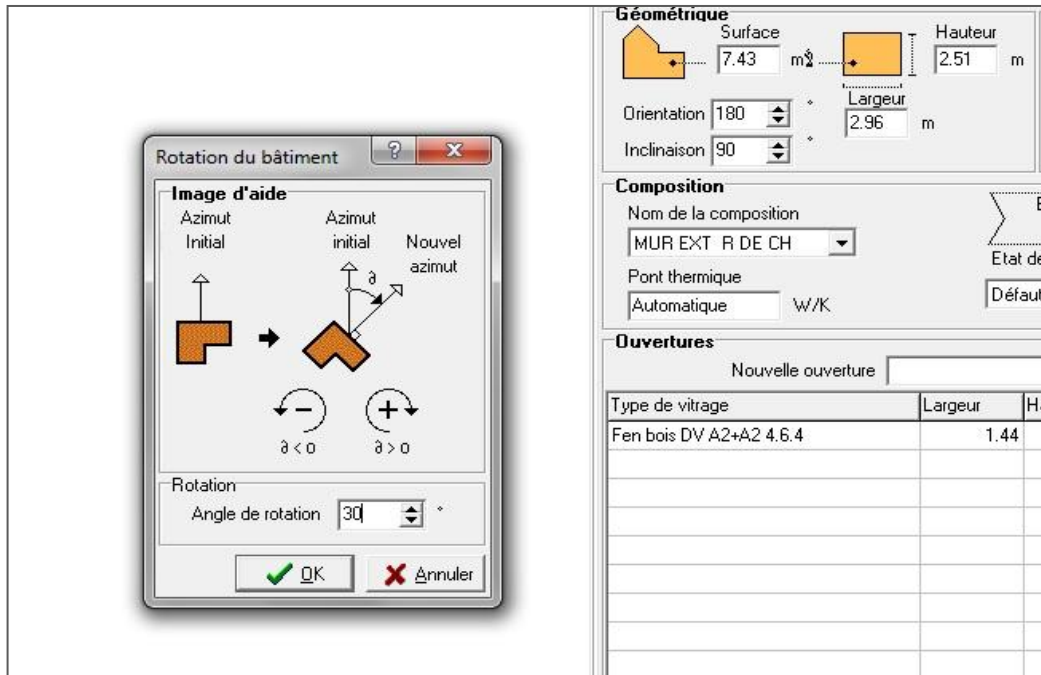 Rotation du bâtiment
Image d'aide
Azimut Azimut
Initial initial Nouvel
azimut
∂
∂ < 0 ∂ > 0
Rotation
Angle de rotation 30 °
OK Annuler
Géométrique
Surface Hauteur
7.43 m² 2.51 m
Orientation 180 ° Largeur
2.96 m
Inclinaison 90 °
Composition
Nom de la composition
MUR EXT R DE CH
Pont thermique Etat de
Automatique W/K Défaut
Ouvertures
Nouvelle ouverture
Type de vitrage Largeur
Fen bois DV A2+A2 4.6.4 1.44